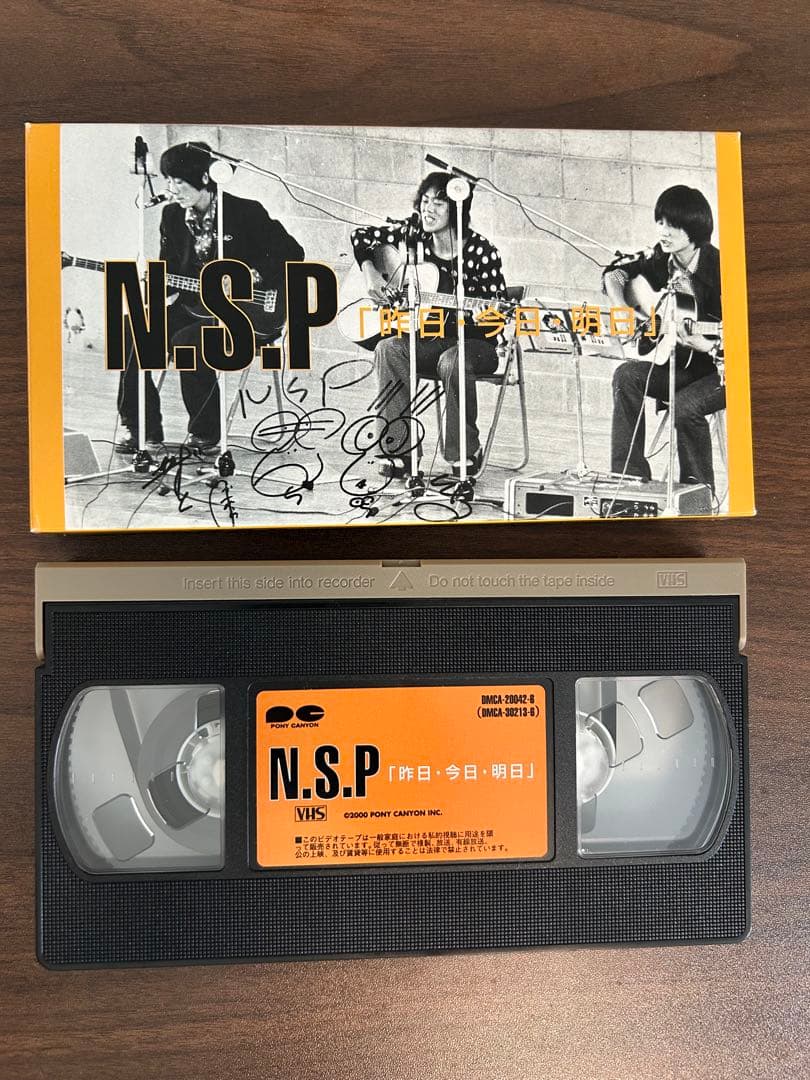 N.S.P
「昨日・今日・明日」
NSP
Insert this side into recorder
Do not touch the tape inside
VHS
PONY CANYON
DMCA-20042-6
(DMCA-30213-6)
N.S.P
「昨日・今日・明日」
VHS
©2000 PONY CANYON INC.
■このビデオテープは一般家庭における私的視聴に用途を限
って販売されています。従って無断で複製、放送、有線放送、
公の上映、及び賃貸等に使用することは法律で禁止されています。